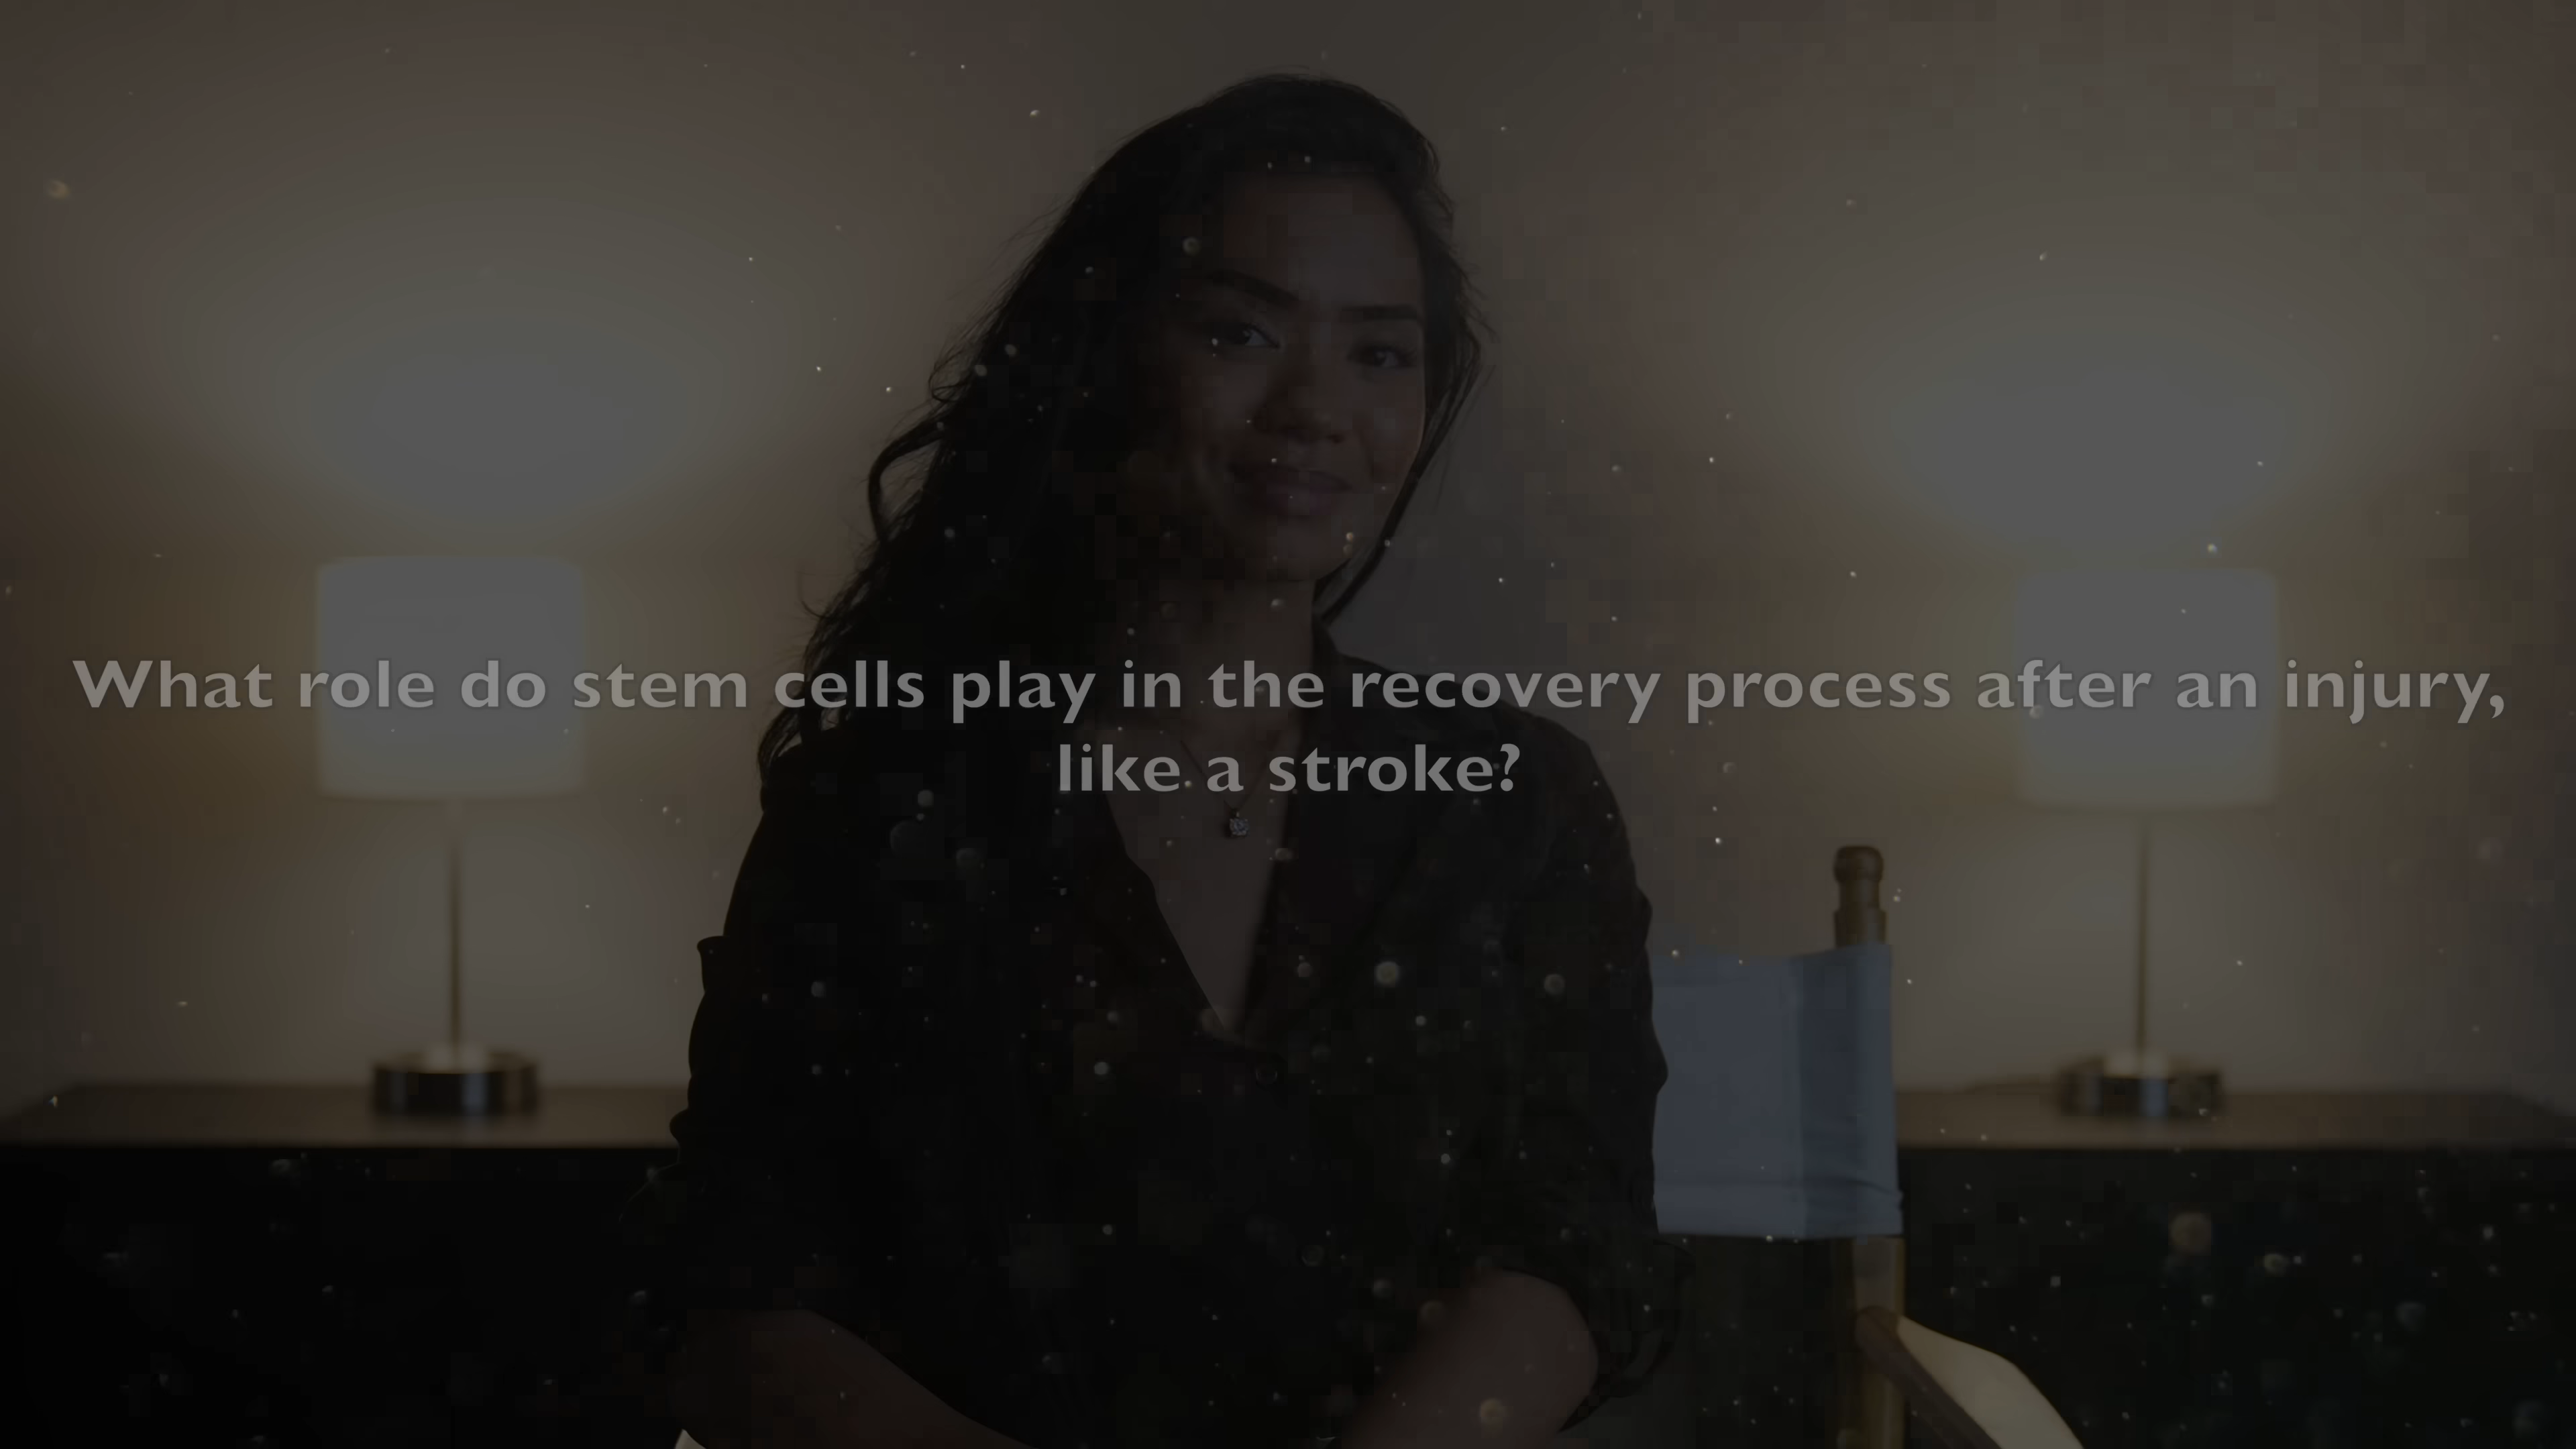 What role do stem cells play in the recovery process after an injury,
like a stroke?